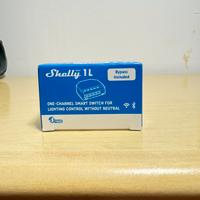 Shelly 1L
Bypass
Included
ONE-CHANNEL SMART SWITCH FOR
LIGHTING CONTROL WITHOUT NEUTRAL